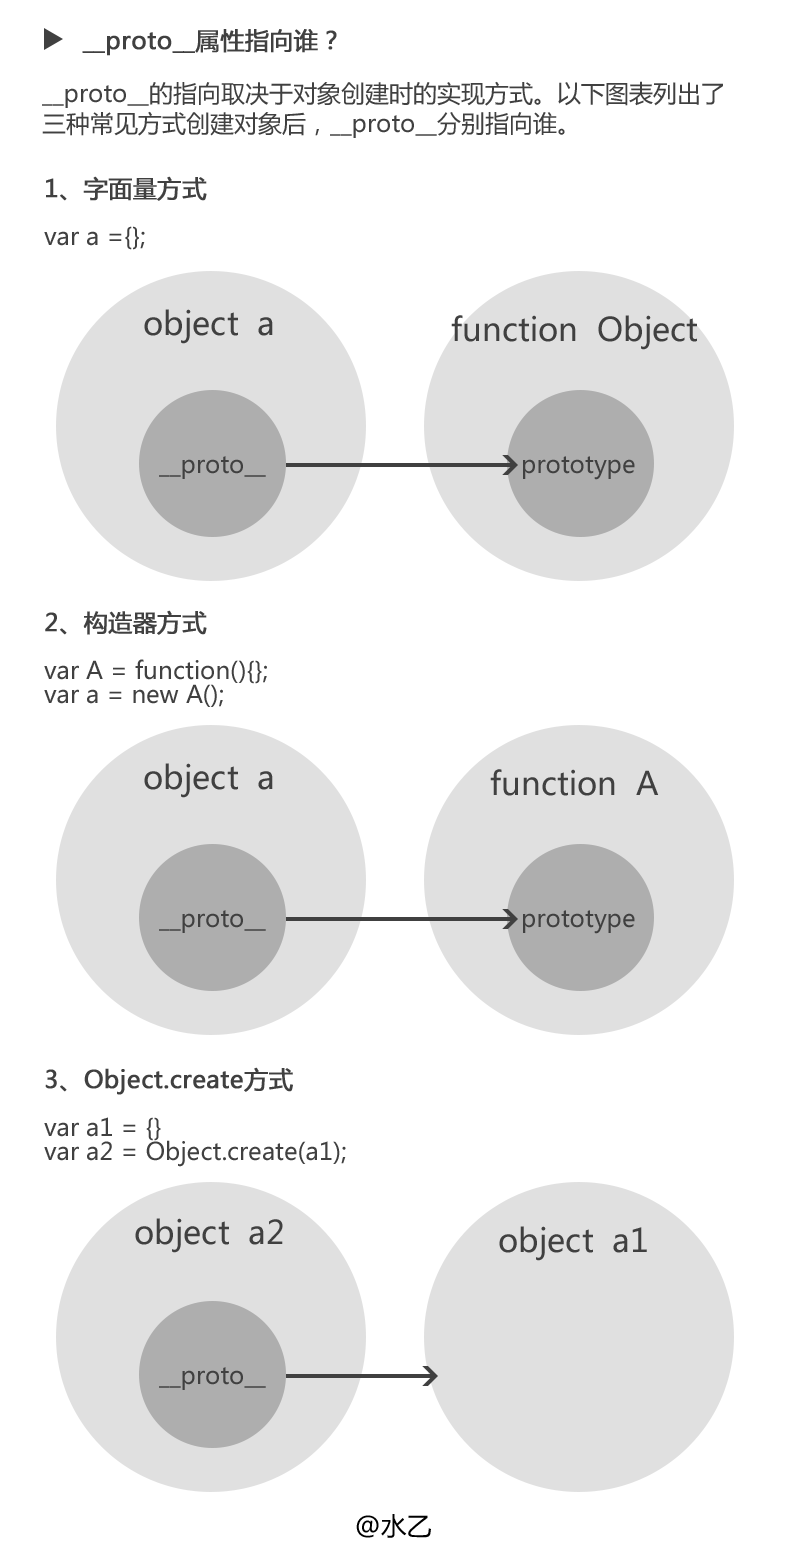 ▶ __proto__属性指向谁？
__proto__的指向取决于对象创建时的实现方式。以下图表列出了
三种常见方式创建对象后，__proto__分别指向谁。
1、字面量方式
var a ={};
object a
function Object
__proto__
prototype
2、构造器方式
var A = function(){};
var a = new A();
object a
function A
__proto__
prototype
3、Object.create方式
var a1 = {}
var a2 = Object.create(a1);
object a2
object a1
__proto__
@水乙